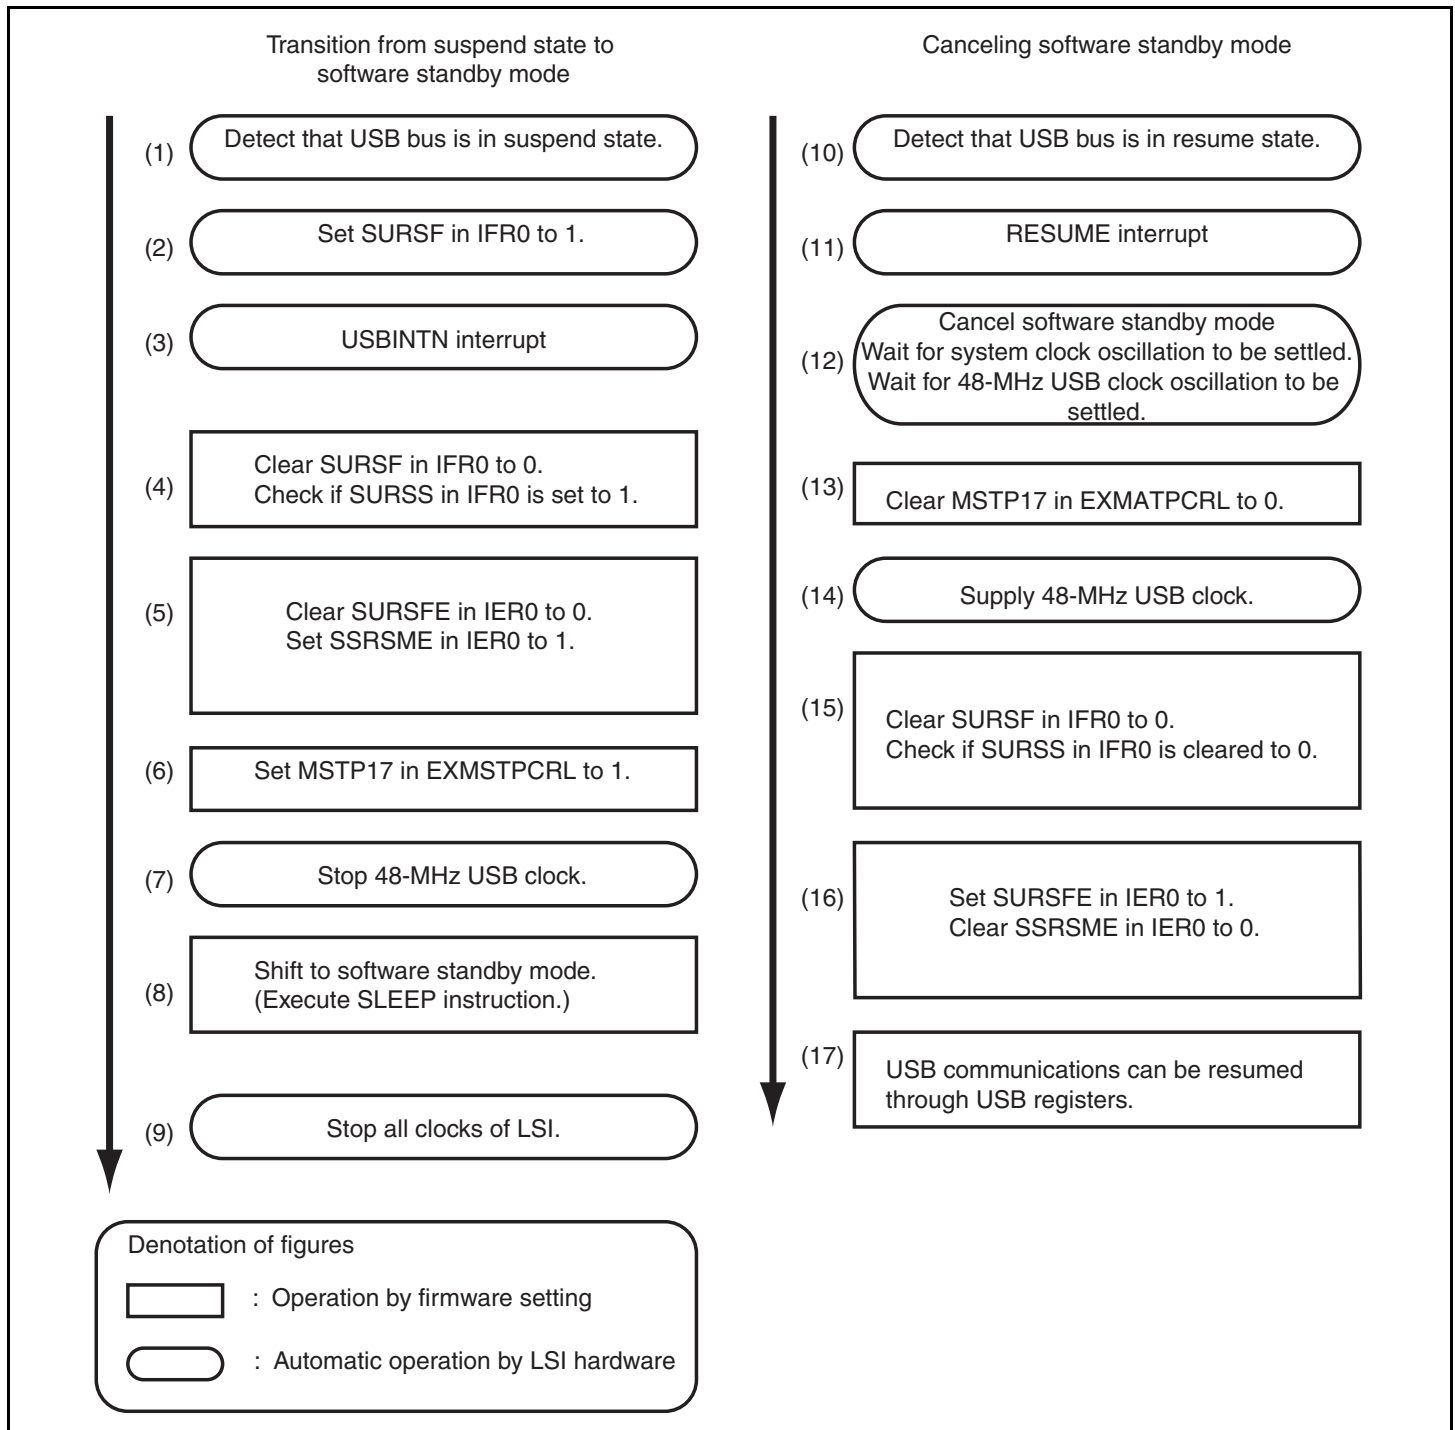 Transition from suspend state to
software standby mode
(1)
Detect that USB bus is in suspend state.
(2)
Set SURSF in IFR0 to 1.
(3)
USBINTN interrupt
(4)
Clear SURSF in IFR0 to 0.
Check if SURSS in IFR0 is set to 1.
(5)
Clear SURSFE in IER0 to 0.
Set SSRSME in IER0 to 1.
(6)
Set MSTP17 in EXMSTPCRL to 1.
(7)
Stop 48-MHz USB clock.
(8)
Shift to software standby mode.
(Execute SLEEP instruction.)
(9)
Stop all clocks of LSI.
Canceling software standby mode
(10)
Detect that USB bus is in resume state.
(11)
RESUME interrupt
(12)
Cancel software standby mode
Wait for system clock oscillation to be settled.
Wait for 48-MHz USB clock oscillation to be
settled.
(13)
Clear MSTP17 in EXMATPCRL to 0.
(14)
Supply 48-MHz USB clock.
(15)
Clear SURSF in IFR0 to 0.
Check if SURSS in IFR0 is cleared to 0.
(16)
Set SURSFE in IER0 to 1.
Clear SSRSME in IER0 to 0.
(17)
USB communications can be resumed
through USB registers.
Denotation of figures
: Operation by firmware setting
: Automatic operation by LSI hardware